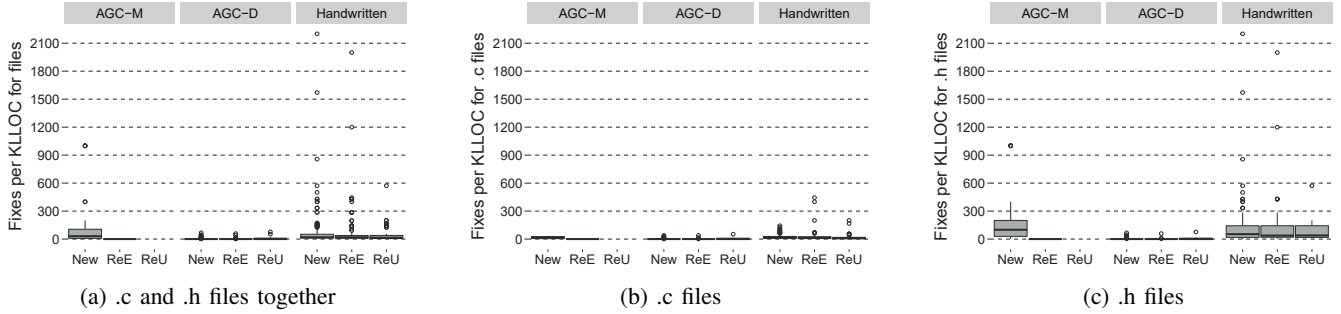 AGC−M AGC−D Handwritten
Fixes per KLLOC for files
2100
1800
1500
1200
900
600
300
0
New ReE ReU New ReE ReU New ReE ReU
(a) .c and .h files together
AGC−M AGC−D Handwritten
Fixes per KLLOC for .c files
2100
1800
1500
1200
900
600
300
0
New ReE ReU New ReE ReU New ReE ReU
(b) .c files
AGC−M AGC−D Handwritten
Fixes per KLLOC for .h files
2100
1800
1500
1200
900
600
300
0
New ReE ReU New ReE ReU New ReE ReU
(c) .h files